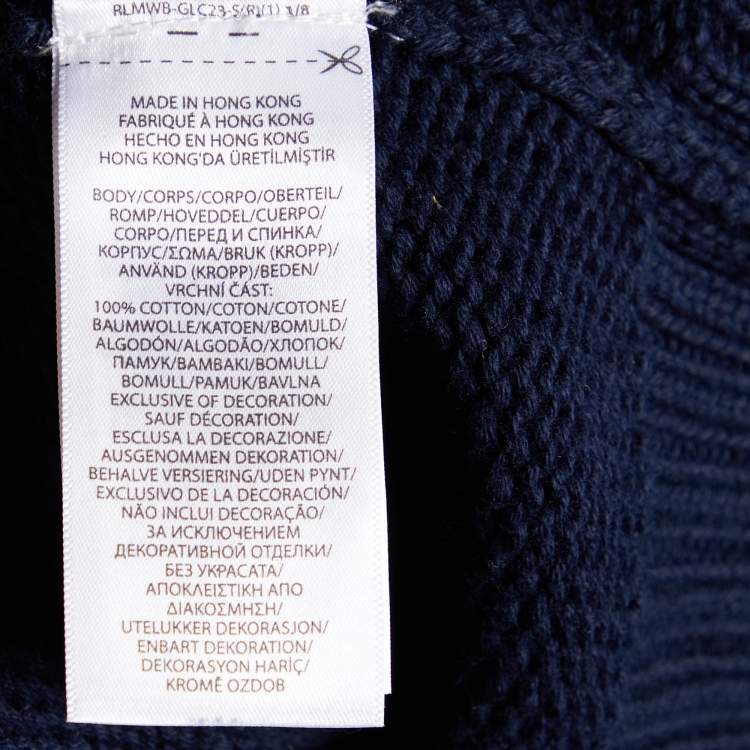 RLMWB-GLC23-S(R)(1) 1/8
MADE IN HONG KONG
FABRIQUÉ À HONG KONG
HECHO EN HONG KONG
HONG KONG'DA ÜRETİLMİŞTİR
BODY/CORPS/CORPO/OBERTEIL/
ROMP/HOVEDDEL/CUERPO/
CORPO/ПЕРЕД И СПИНКА/
КОРПУС/ΣΩΜΑ/BRUK (KROPP)/
ANVÄND (KROPP)/BEDEN/
VRCHNÍ ČÁST:
100% COTTON/COTON/COTONE/
BAUMWOLLE/KATOEN/BOMULD/
ALGODÓN/ALGODÃO/ХЛОПОК/
ПАМУК/ΒΑΜΒΑΚΙ/BOMULL/
BOMULL/PAMUK/BAVLNA
EXCLUSIVE OF DECORATION/
SAUF DÉCORATION/
ESCLUSA LA DECORAZIONE/
AUSGENOMMEN DEKORATION/
BEHALVE VERSIERING/UDEN PYNT/
EXCLUSIVO DE LA DECORACIÓN/
NÃO INCLUI DECORAÇÃO/
ЗА ИСКЛЮЧЕНИЕМ
ДЕКОРАТИВНОЙ ОТДЕЛКИ/
БЕЗ УКРАСАТА/
ΑΠΟΚΛΕΙΣΤΙΚΗ ΑΠΟ
ΔΙΑΚΟΣΜΗΣΗ/
UTELUKKER DEKORASJON/
ENBART DEKORATION/
DEKORASYON HARİÇ/
KROMĚ OZDOB